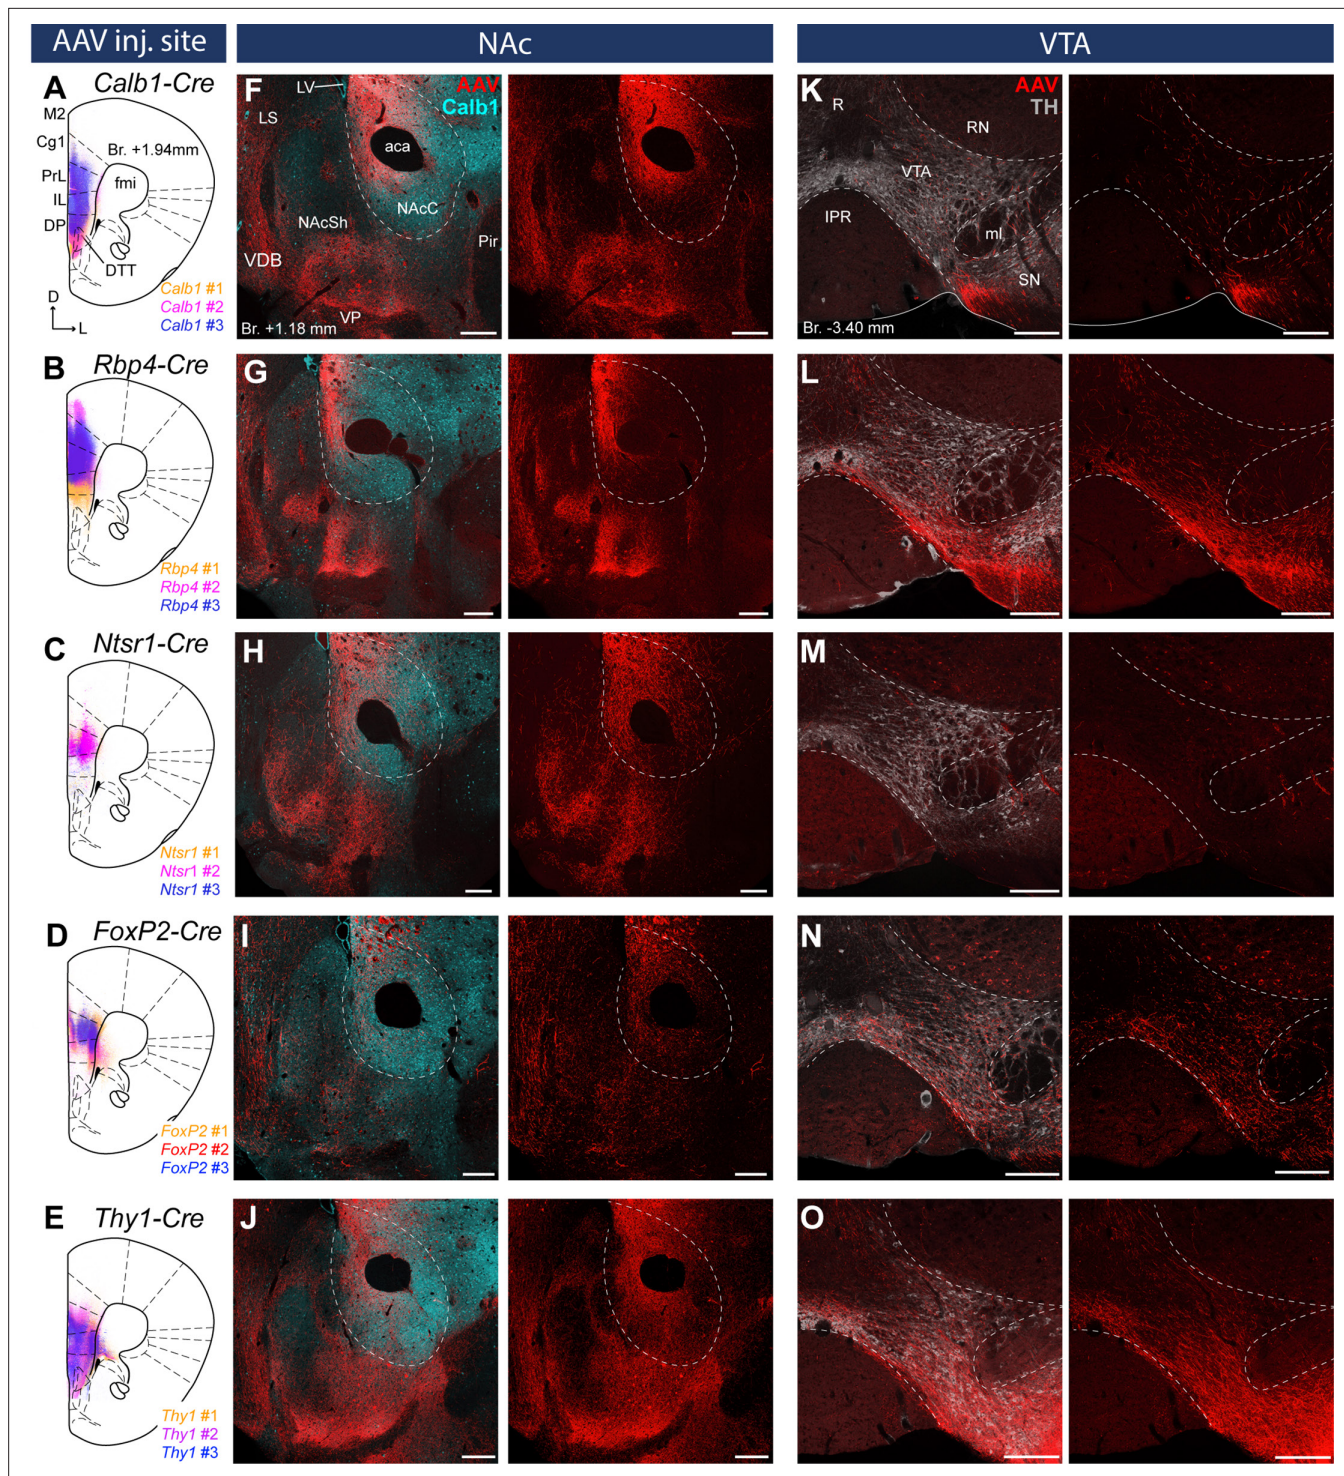 AAV inj. site
NAc
VTA
A
Calb1-Cre
M2
Cg1
Br. +1.94mm
PrL
fmi
IL
DP
DTT
D
L
Calb1 #1
Calb1 #2
Calb1 #3
F
LV
AAV
Calb1
LS
aca
NAcSh
NAcC
Pir
VDB
VP
Br. +1.18 mm
K
AAV
TH
R
RN
VTA
IPR
ml
SN
Br. -3.40 mm
B
Rbp4-Cre
Rbp4 #1
Rbp4 #2
Rbp4 #3
G
L
C
Ntsr1-Cre
Ntsr1 #1
Ntsr1 #2
Ntsr1 #3
H
M
D
FoxP2-Cre
FoxP2 #1
FoxP2 #2
FoxP2 #3
I
N
E
Thy1-Cre
Thy1 #1
Thy1 #2
Thy1 #3
J
O